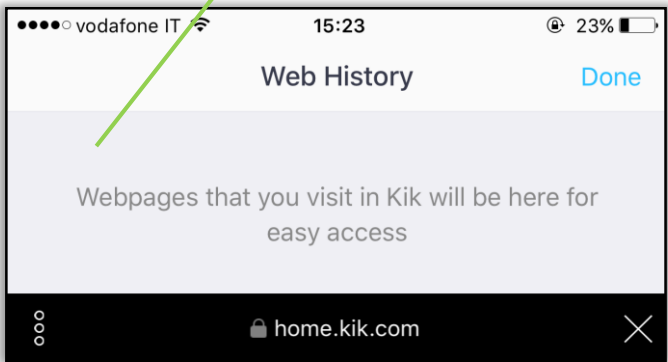 vodafone IT 15:23 23%
Web History Done
Webpages that you visit in Kik will be here for
easy access
home.kik.com